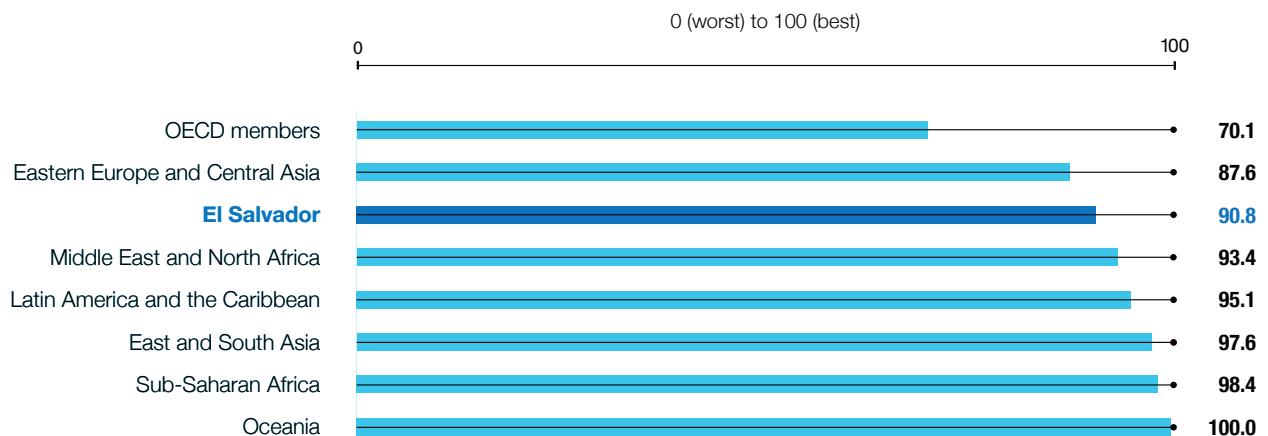 0 (worst) to 100 (best)
0 100
OECD members 70.1
Eastern Europe and Central Asia 87.6
El Salvador 90.8
Middle East and North Africa 93.4
Latin America and the Caribbean 95.1
East and South Asia 97.6
Sub-Saharan Africa 98.4
Oceania 100.0